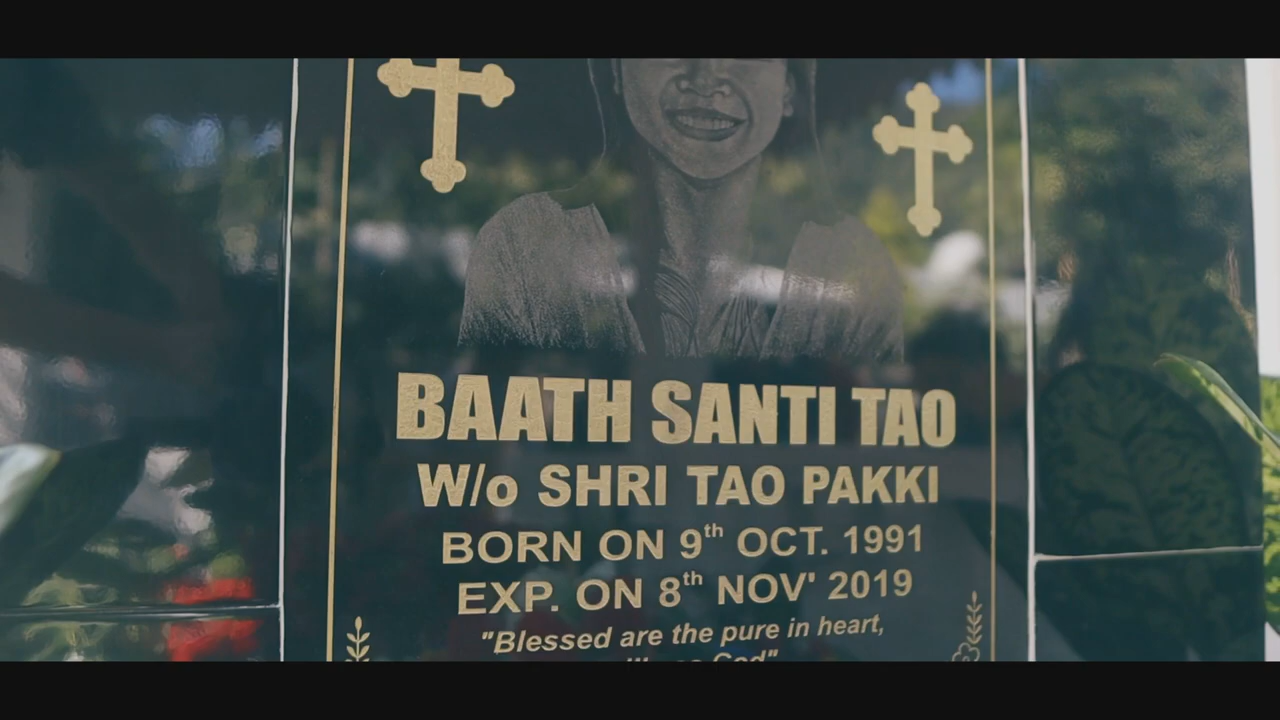 BAATH SANTI TAO
W/o SHRI TAO PAKKI
BORN ON 9th OCT. 1991
EXP. ON 8th NOV' 2019
"Blessed are the pure in heart,
God"